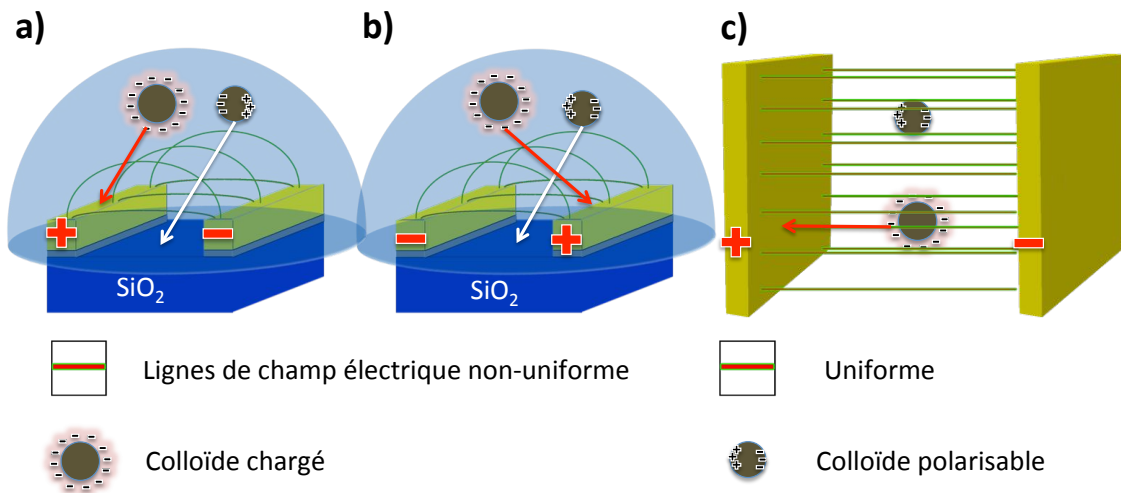 a)
b)
c)
SiO₂
SiO₂
Lignes de champ électrique non-uniforme
Uniforme
Colloïde chargé
Colloïde polarisable